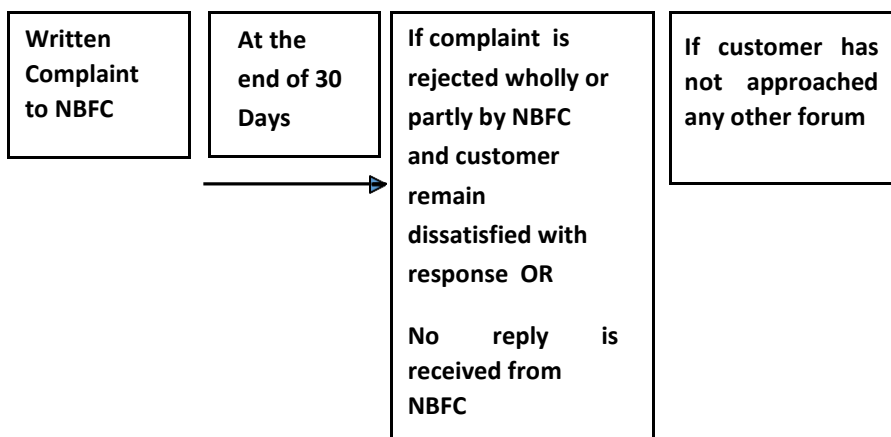 Written
Complaint
to NBFC
At the
end of 30
Days
If complaint is
rejected wholly or
partly by NBFC
and customer
remain
dissatisfied with
response OR
No reply is
received from
NBFC
If customer has
not approached
any other forum